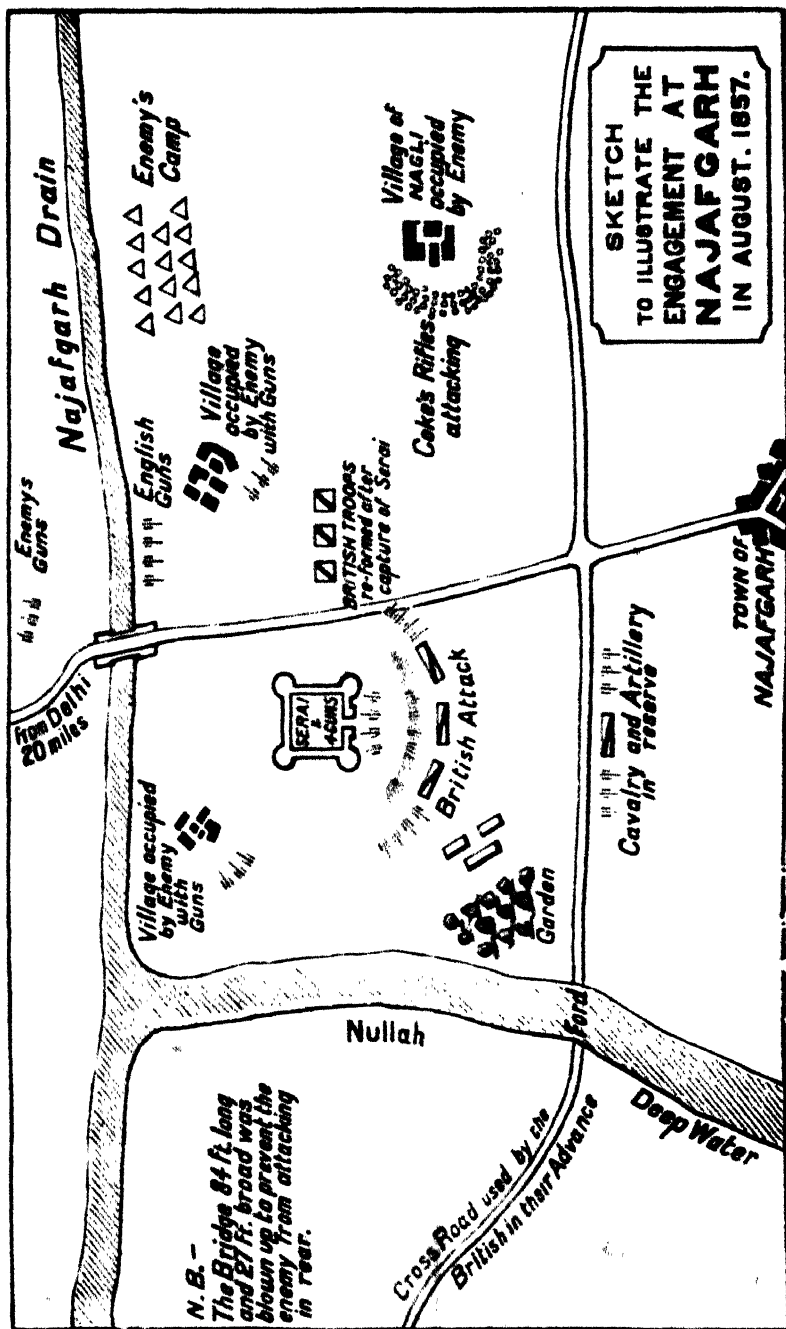 SKETCH
TO ILLUSTRATE THE
ENGAGEMENT AT
NAJAFGARH
IN AUGUST. 1857.
Najafgarh Drain
Enemys
Guns
From Delhi
20 miles
English
Guns
Enemy's
Camp
Village
occupied
by Enemy
with Guns
Village of
NAGLI
occupied
by Enemy
Coke's Rifles
attacking
BRITISH TROOPS
re-formed after
capture of Serai
SERAI
&
4 GUNS
British Attack
Village occupied
by Enemy
with
Guns
Garden
Cavalry and Artillery
in reserve
TOWN OF
NAJAFGARH
Nullah
Ford
Deep Water
Cross Road used by the
British in their Advance
N.B.-
The Bridge 84 ft. long
and 27 ft. broad was
blown up to prevent the
enemy from attacking
in rear.